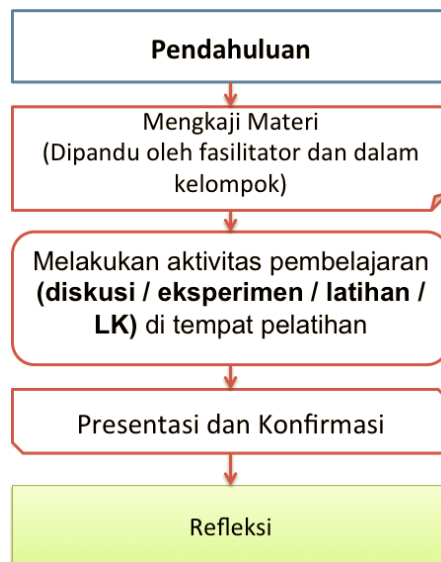 Pendahuluan
Mengkaji Materi
(Dipandu oleh fasilitator dan dalam
kelompok)
Melakukan aktivitas pembelajaran
(diskusi / eksperimen / latihan /
LK) di tempat pelatihan
Presentasi dan Konfirmasi
Refleksi